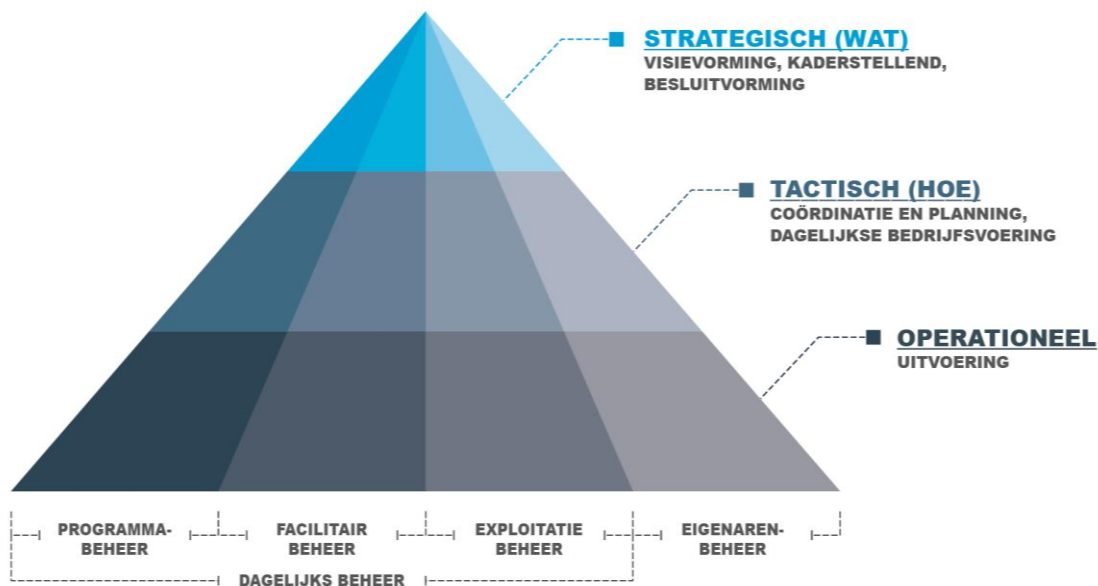 STRATEGISCH (WAT)
VISIEVORMING, KADERSTELLEND,
BESLUITVORMING
TACTISCH (HOE)
COÖRDINATIE EN PLANNING,
DAGELIJKSE BEDRIJFSVOERING
OPERATIONEEL
UITVOERING
PROGRAMMA-
BEHEER
FACILITAIR
BEHEER
EXPLOITATIE
BEHEER
EIGENAREN-
BEHEER
DAGELIJKS BEHEER